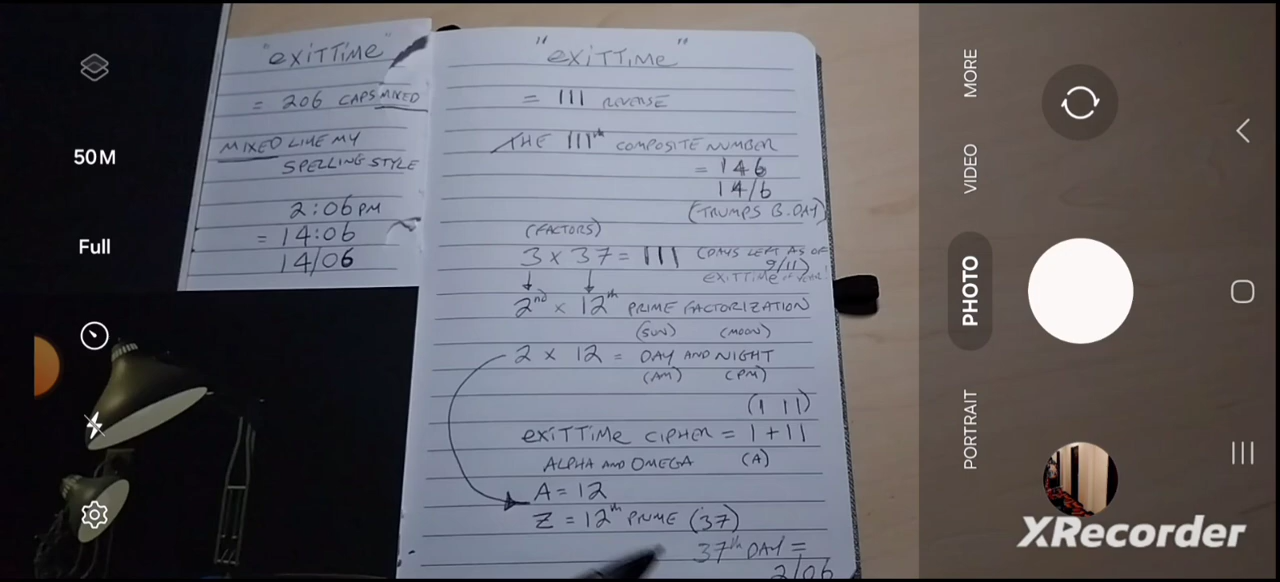 "exiTTime"
= 206 CAPS MIXED
MIXED LIKE MY
SPELLING STYLE
2:06 PM
= 14:06
14/06
"exiTTime"
= 111 REVERSE
THE 111th COMPOSITE NUMBER
= 146
14/6
(TRUMPS B.DAY)
(FACTORS)
3 x 37 = 111 (DAYS LEFT AS OF
9/11)
exiTTime
2nd x 12th PRIME FACTORIZATION
(SUN) (MOON)
2 x 12 = DAY AND NIGHT
(AM) (PM)
(1 11)
exiTTime CIPHER = 1 + 11
ALPHA AND OMEGA (A)
A = 12
Z = 12th PRIME (37)
37th DAY =
2/06
50M
Full
MORE
VIDEO
PHOTO
PORTRAIT
XRecorder